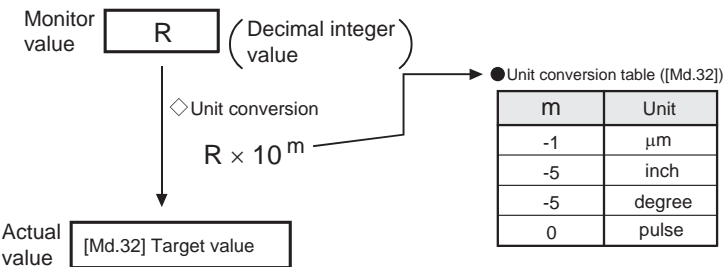 Monitor
value
R
(Decimal integer
value)
◇Unit conversion
R × 10^m
Actual
value
[Md.32] Target value
●Unit conversion table ([Md.32])
m Unit
-1 μm
-5 inch
-5 degree
0 pulse